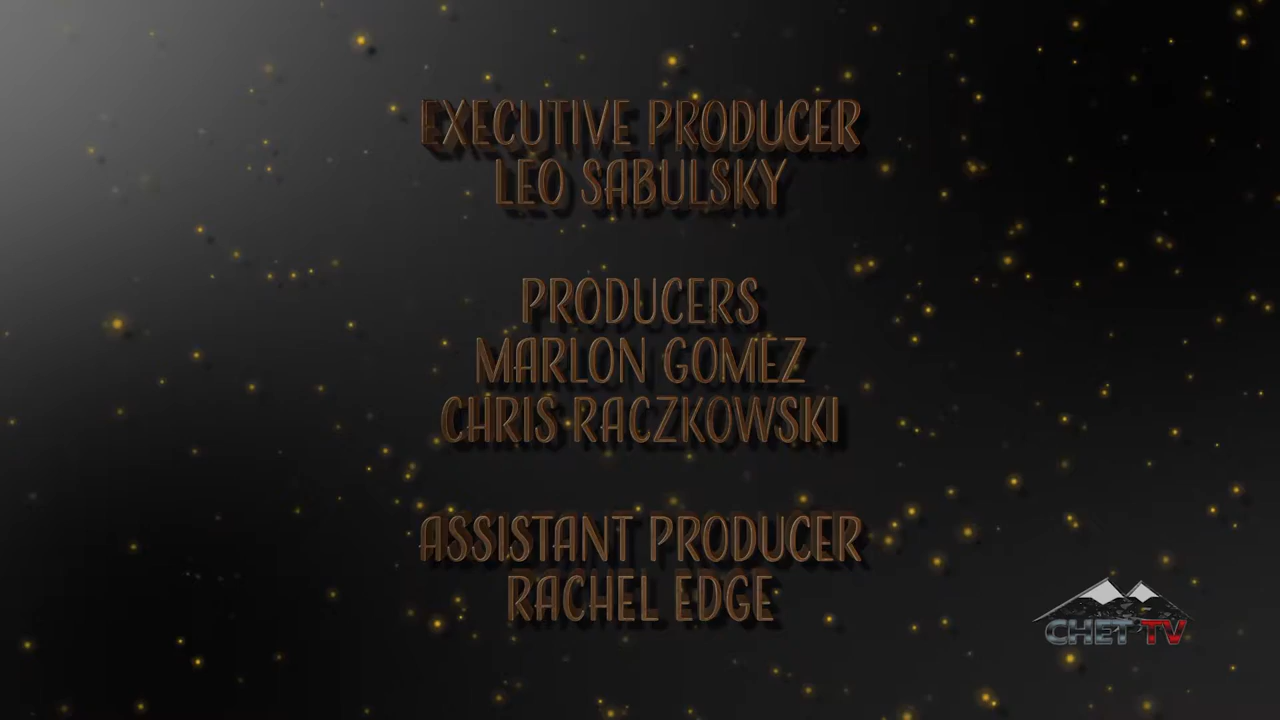 EXECUTIVE PRODUCER
LEO SABULSKY
PRODUCERS
MARLON GOMEZ
CHRIS RACZKOWSKI
ASSISTANT PRODUCER
RACHEL EDGE
CHET TV